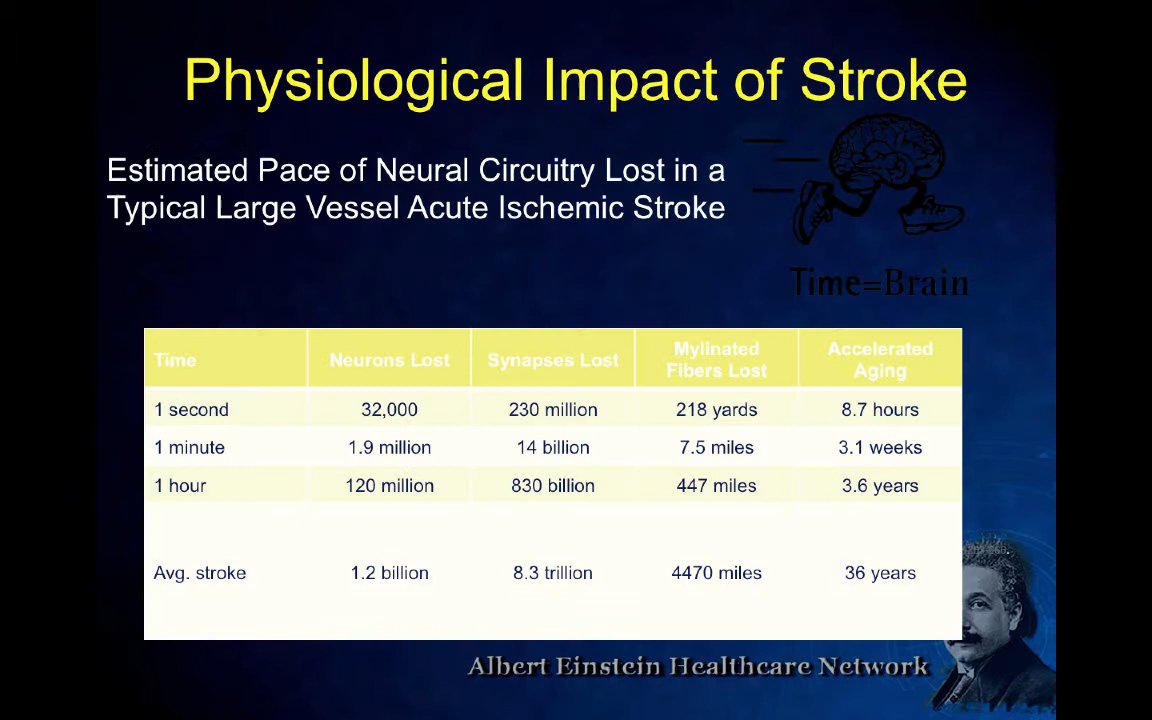 Physiological Impact of Stroke
Estimated Pace of Neural Circuitry Lost in a
Typical Large Vessel Acute Ischemic Stroke
Time=Brain
Time Neurons Lost Synapses Lost Mylinated Fibers Lost Accelerated Aging
1 second 32,000 230 million 218 yards 8.7 hours
1 minute 1.9 million 14 billion 7.5 miles 3.1 weeks
1 hour 120 million 830 billion 447 miles 3.6 years
Avg. stroke 1.2 billion 8.3 trillion 4470 miles 36 years
Albert Einstein Healthcare Network